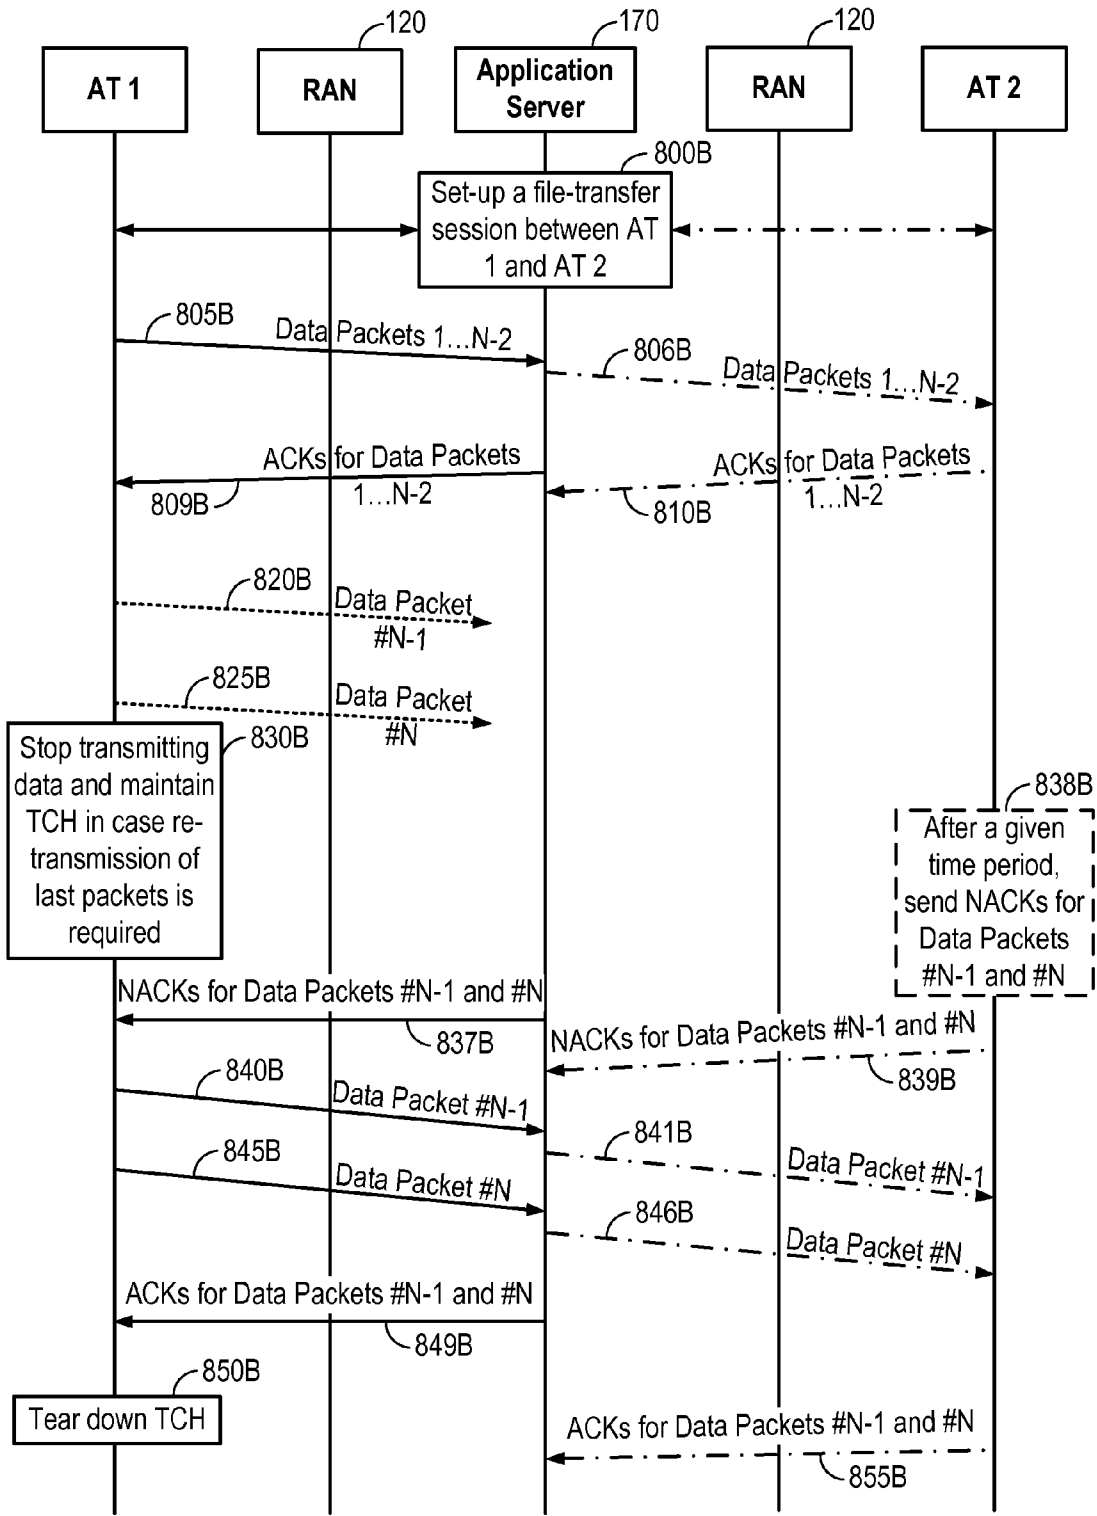 120
170
120
AT 1
RAN
Application
Server
RAN
AT 2
800B
Set-up a file-transfer
session between AT
1 and AT 2
805B
Data Packets 1...N-2
806B
Data Packets 1...N-2
ACKs for Data Packets
1...N-2
809B
ACKs for Data Packets
1...N-2
810B
820B
Data Packet
#N-1
825B
Data Packet
#N
830B
Stop transmitting
data and maintain
TCH in case re-
transmission of
last packets is
required
838B
After a given
time period,
send NACKs for
Data Packets
#N-1 and #N
NACKs for Data Packets #N-1 and #N
837B
NACKs for Data Packets #N-1 and #N
839B
840B
Data Packet #N-1
841B
Data Packet #N-1
845B
Data Packet #N
846B
Data Packet #N
ACKs for Data Packets #N-1 and #N
849B
850B
Tear down TCH
ACKs for Data Packets #N-1 and #N
855B